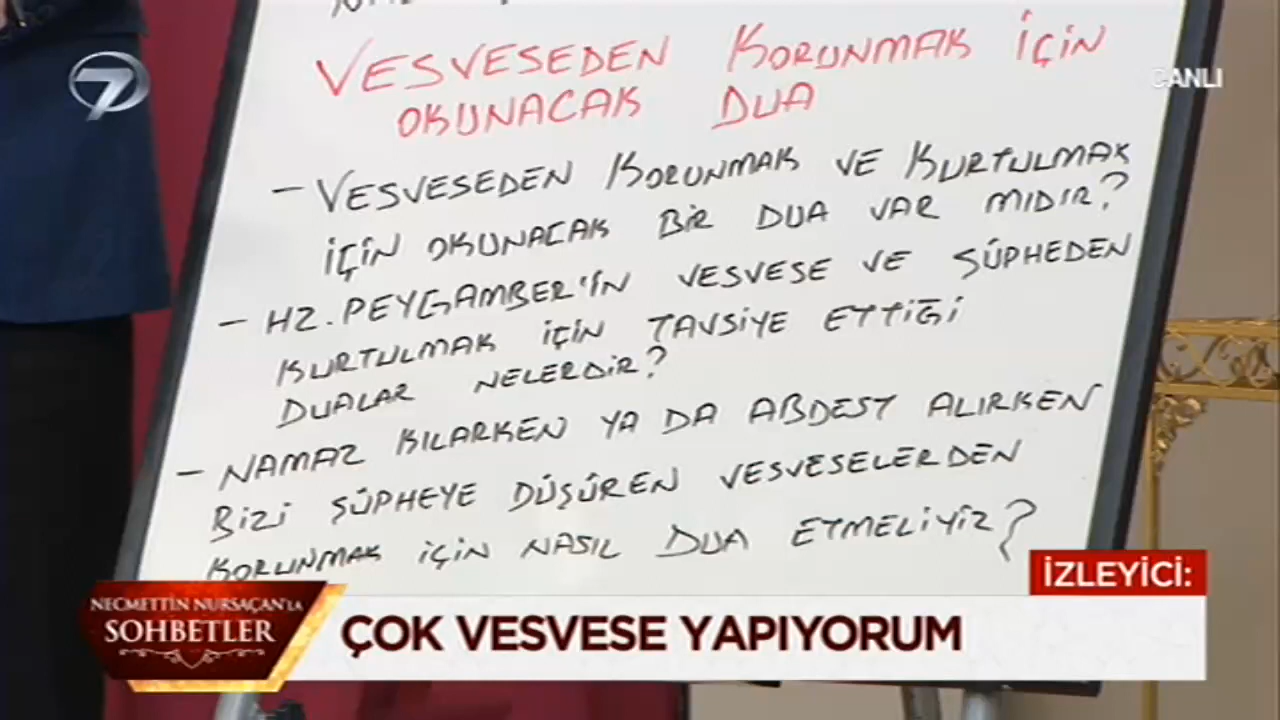 VESVESEDEN KORUNMAK İÇİN
OKUNACAK DUA
- VESVESEDEN KORUNMAK VE KURTULMAK
İÇİN OKUNACAK BİR DUA VAR MIDIR?
- HZ. PEYGAMBER'İN VESVESE VE ŞÜPHEDEN
KURTULMAK İÇİN TAVSİYE ETTİĞİ
DUALAR NELERDİR?
- NAMAZ KILARKEN YA DA ABDEST ALIRKEN
BİZİ ŞÜPHEYE DÜŞÜREN VESVESELERDEN
KORUNMAK İÇİN NASIL DUA ETMELİYİZ?
7
CANLI
İZLEYİCİ:
NECMETTİN NURSAÇAN'LA
SOHBETLER
ÇOK VESVESE YAPIYORUM